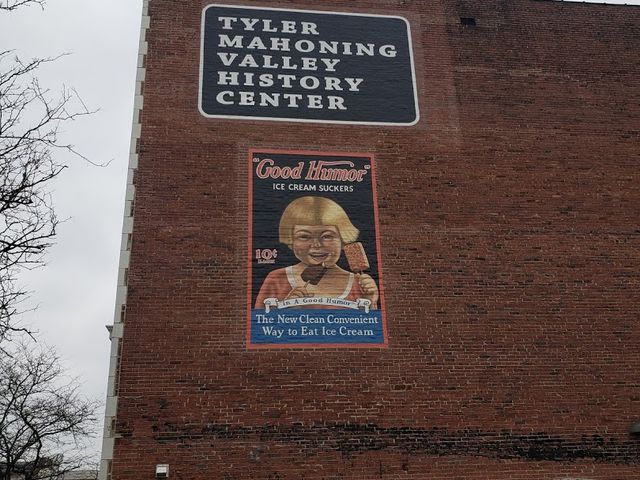 TYLER
MAHONING
VALLEY
HISTORY
CENTER
"Good Humor"
ICE CREAM SUCKERS
10¢
In A Good Humor
The New Clean Convenient
Way to Eat Ice Cream